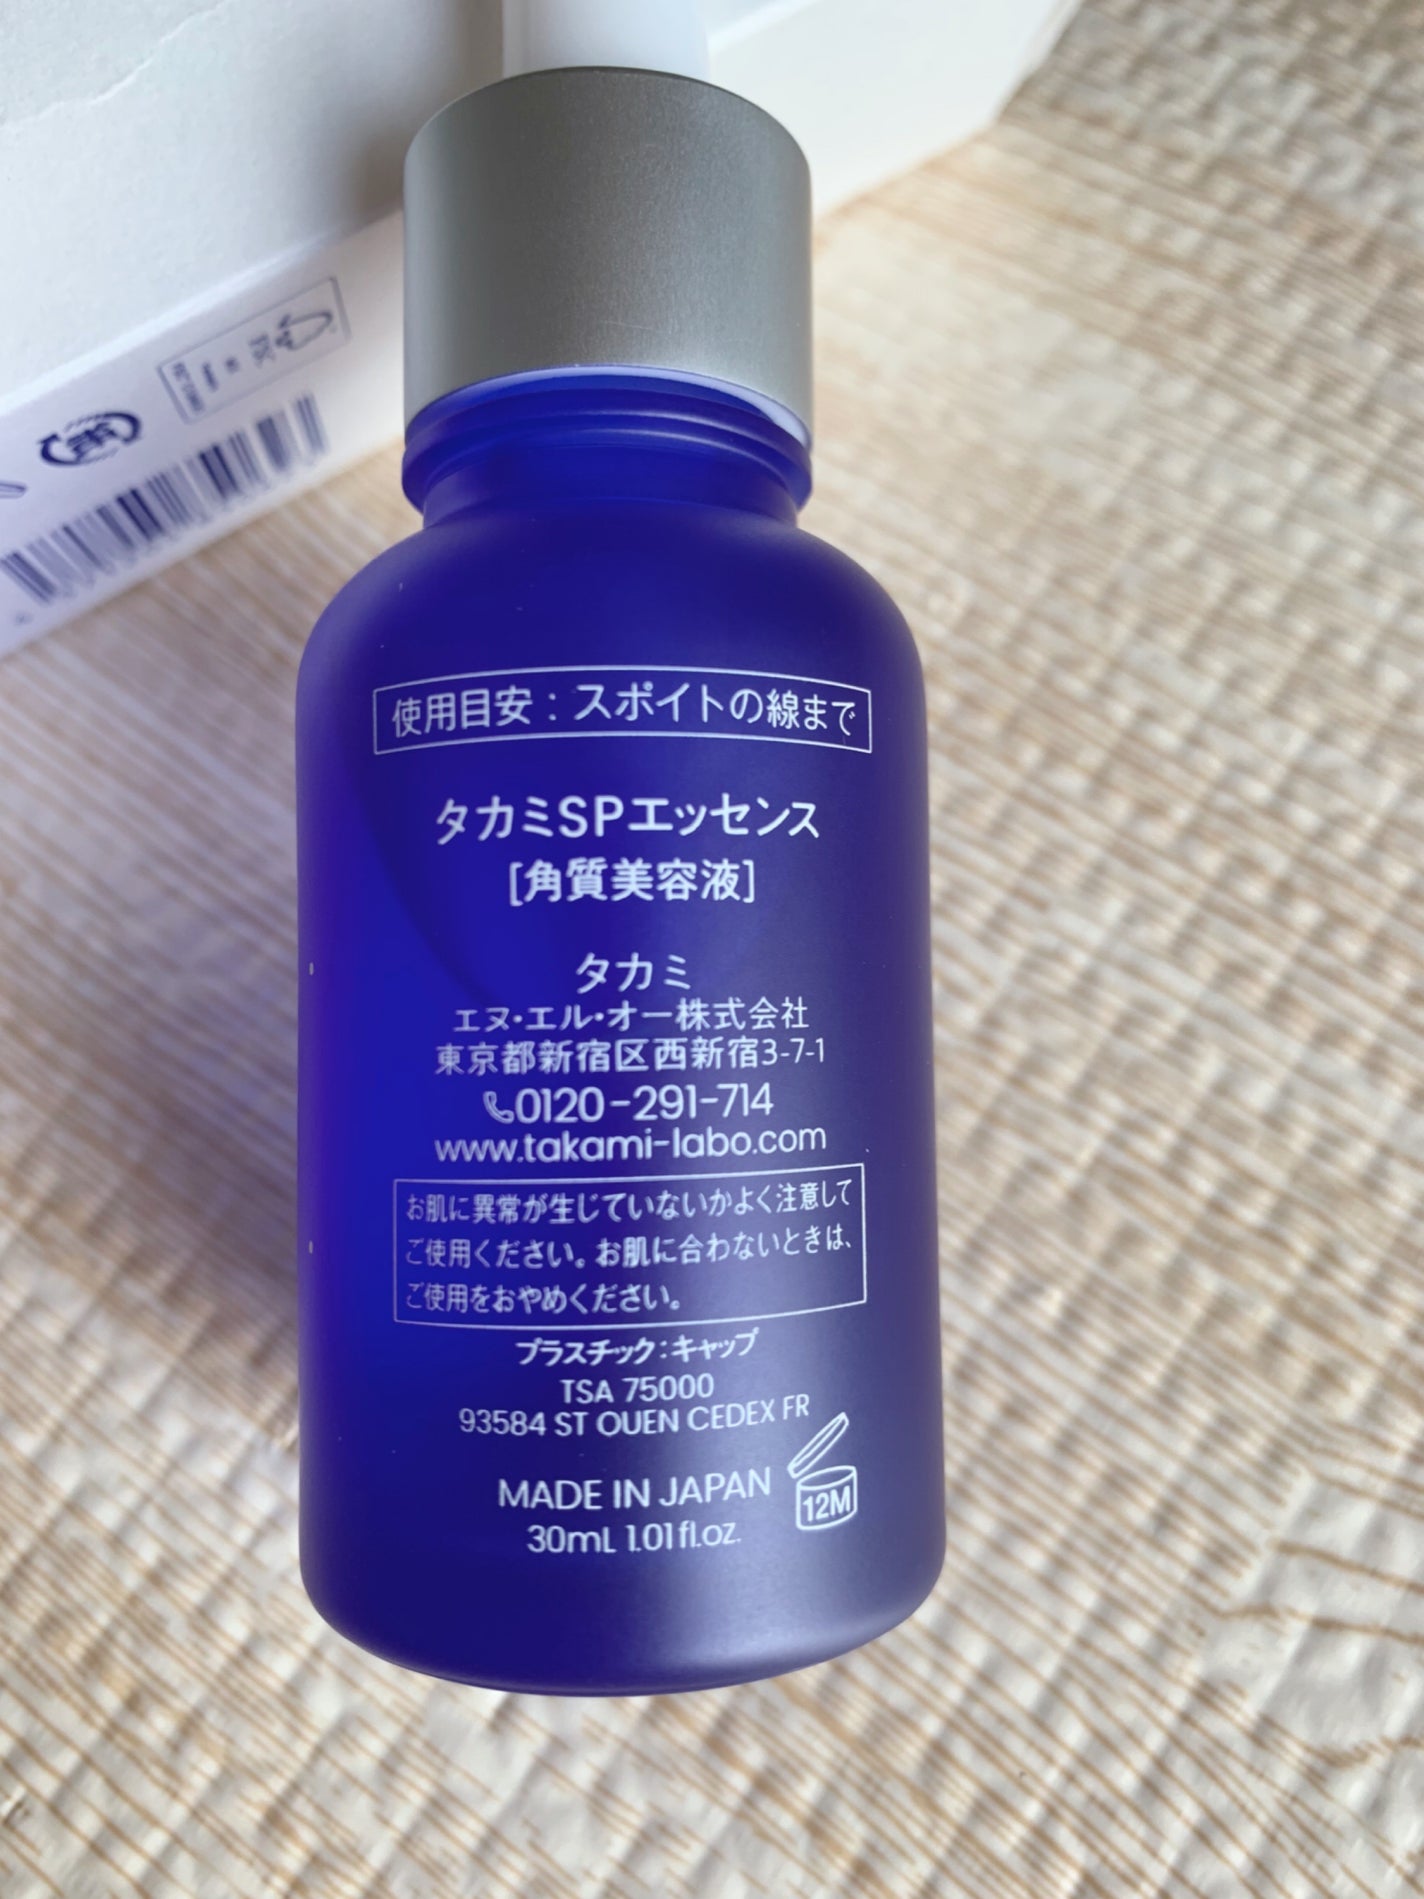 使用目安：スポイトの線まで
タカミSPエッセンス
[角質美容液]
タカミ
エヌ・エル・オー株式会社
東京都新宿区西新宿3-7-1
0120-291-714
www.takami-labo.com
お肌に異常が生じていないかよく注意して
ご使用ください。お肌に合わないときは、
ご使用をおやめください。
プラスチック：キャップ
TSA 75000
93584 ST OUEN CEDEX FR
MADE IN JAPAN
12M
30mL 1.01fl.oz.